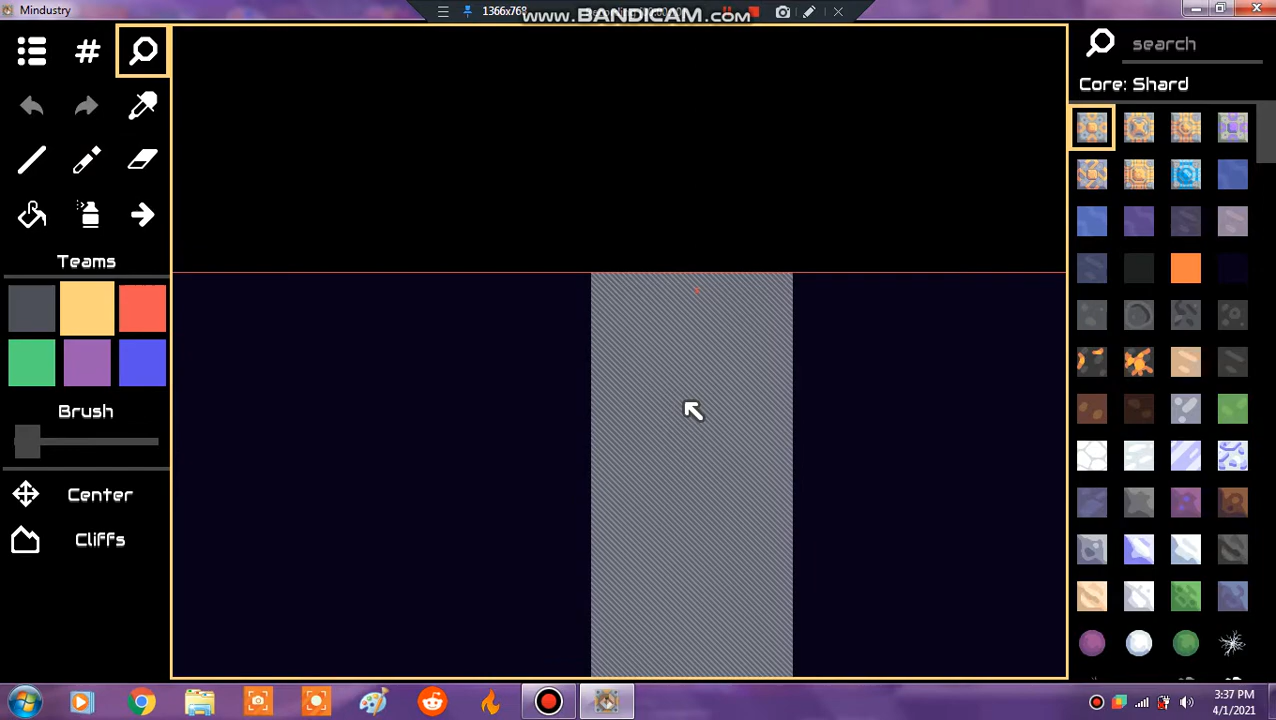 Mindustry
1366x768
www.BANDICAM.com
search
Core: Shard
Teams
Brush
Center
Cliffs
3:37 PM
4/1/2021